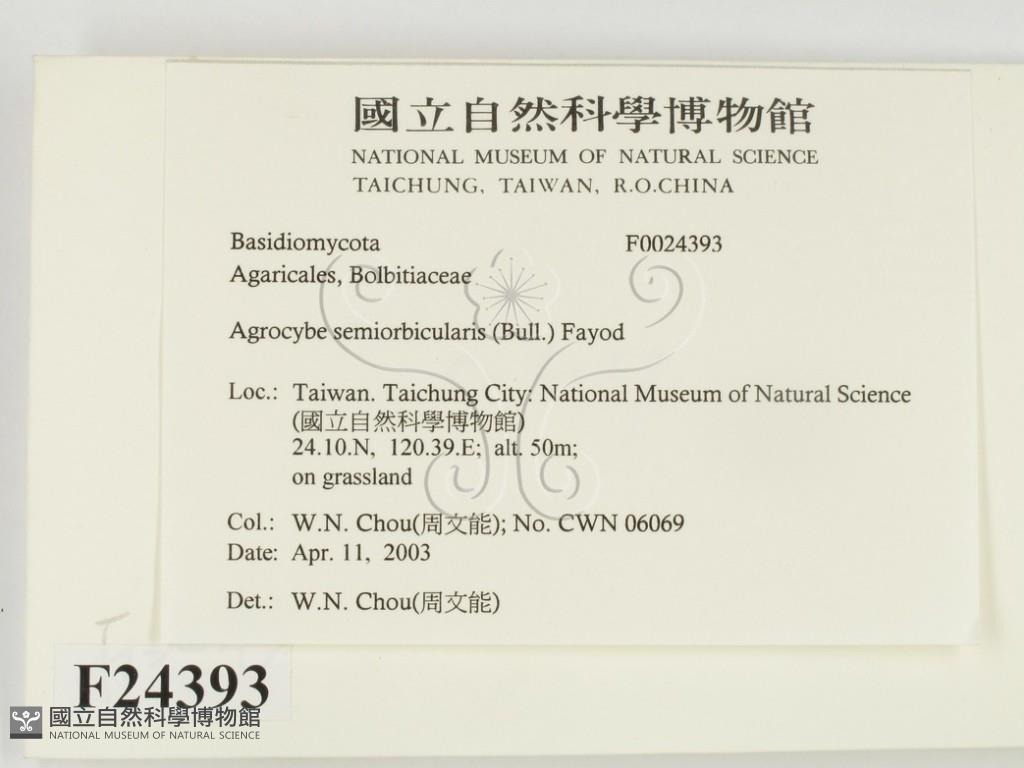 國立自然科學博物館
NATIONAL MUSEUM OF NATURAL SCIENCE
TAICHUNG, TAIWAN, R.O.CHINA
Basidiomycota F0024393
Agaricales, Bolbitiaceae
Agrocybe semiorbicularis (Bull.) Fayod
Loc.: Taiwan. Taichung City: National Museum of Natural Science
(國立自然科學博物館)
24.10.N, 120.39.E; alt. 50m;
on grassland
Col.: W.N. Chou(周文能); No. CWN 06069
Date: Apr. 11, 2003
Det.: W.N. Chou(周文能)
F24393
國立自然科學博物館
NATIONAL MUSEUM OF NATURAL SCIENCE